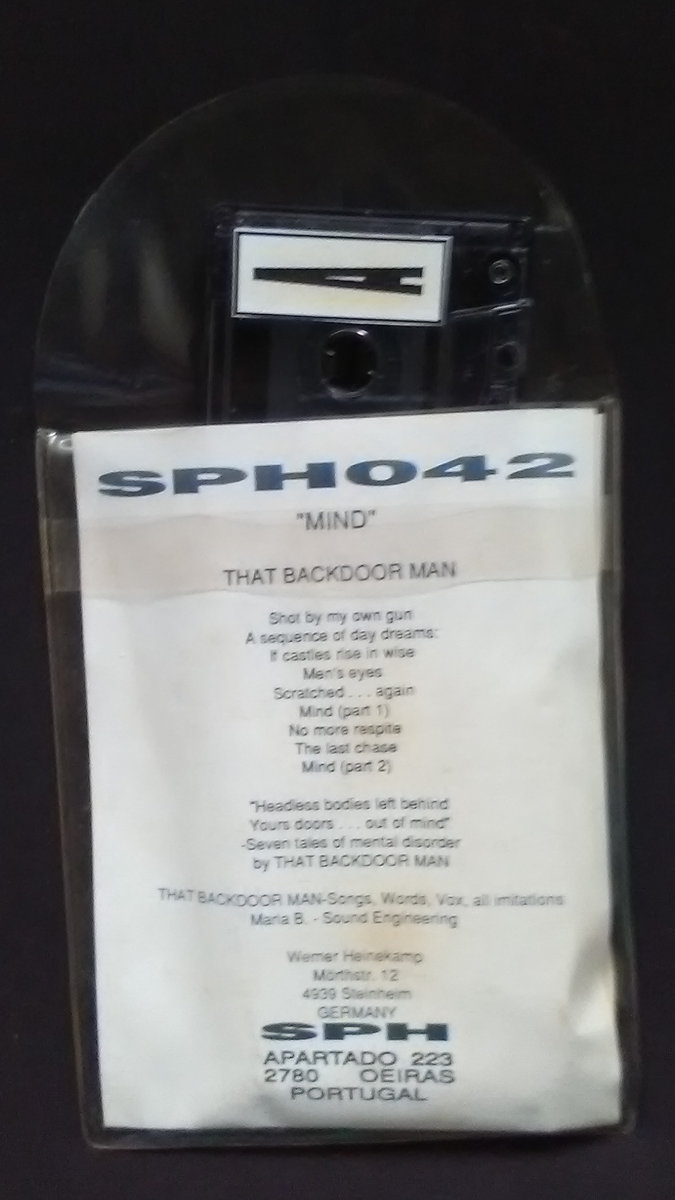 A
SPH042
"MIND"
THAT BACKDOOR MAN
Shot by my own gun
A sequence of day dreams:
If castles rise in wise
Men's eyes
Scratched . . . again
Mind (part 1)
No more respite
The last chase
Mind (part 2)
"Headless bodies left behind
Yours doors . . . out of mind"
-Seven tales of mental disorder
by THAT BACKDOOR MAN
THAT BACKDOOR MAN-Songs, Words, Vox, all imitations
Maria B. - Sound Engineering
Werner Heinekamp
Mörthstr. 12
4939 Steinheim
GERMANY
SPH
APARTADO 223
2780 OEIRAS
PORTUGAL